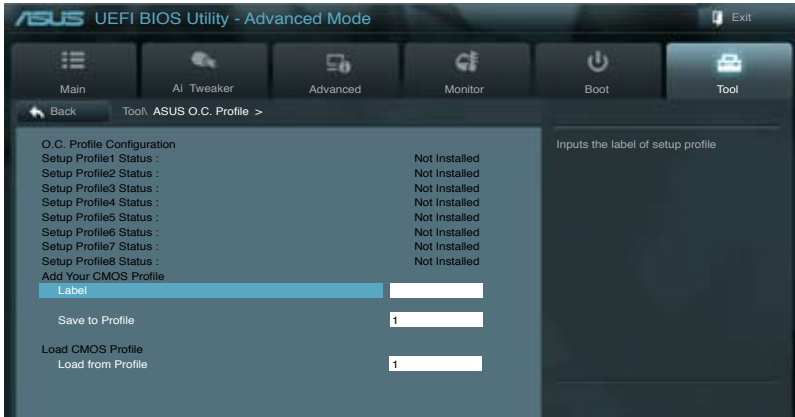 ASUS UEFI BIOS Utility - Advanced Mode
Exit
Main
Ai Tweaker
Advanced
Monitor
Boot
Tool
Back
Tool\ ASUS O.C. Profile >
O.C. Profile Configuration
Setup Profile1 Status : Not Installed
Setup Profile2 Status : Not Installed
Setup Profile3 Status : Not Installed
Setup Profile4 Status : Not Installed
Setup Profile5 Status : Not Installed
Setup Profile6 Status : Not Installed
Setup Profile7 Status : Not Installed
Setup Profile8 Status : Not Installed
Add Your CMOS Profile
Label
Save to Profile 1
Load CMOS Profile
Load from Profile 1
Inputs the label of setup profile